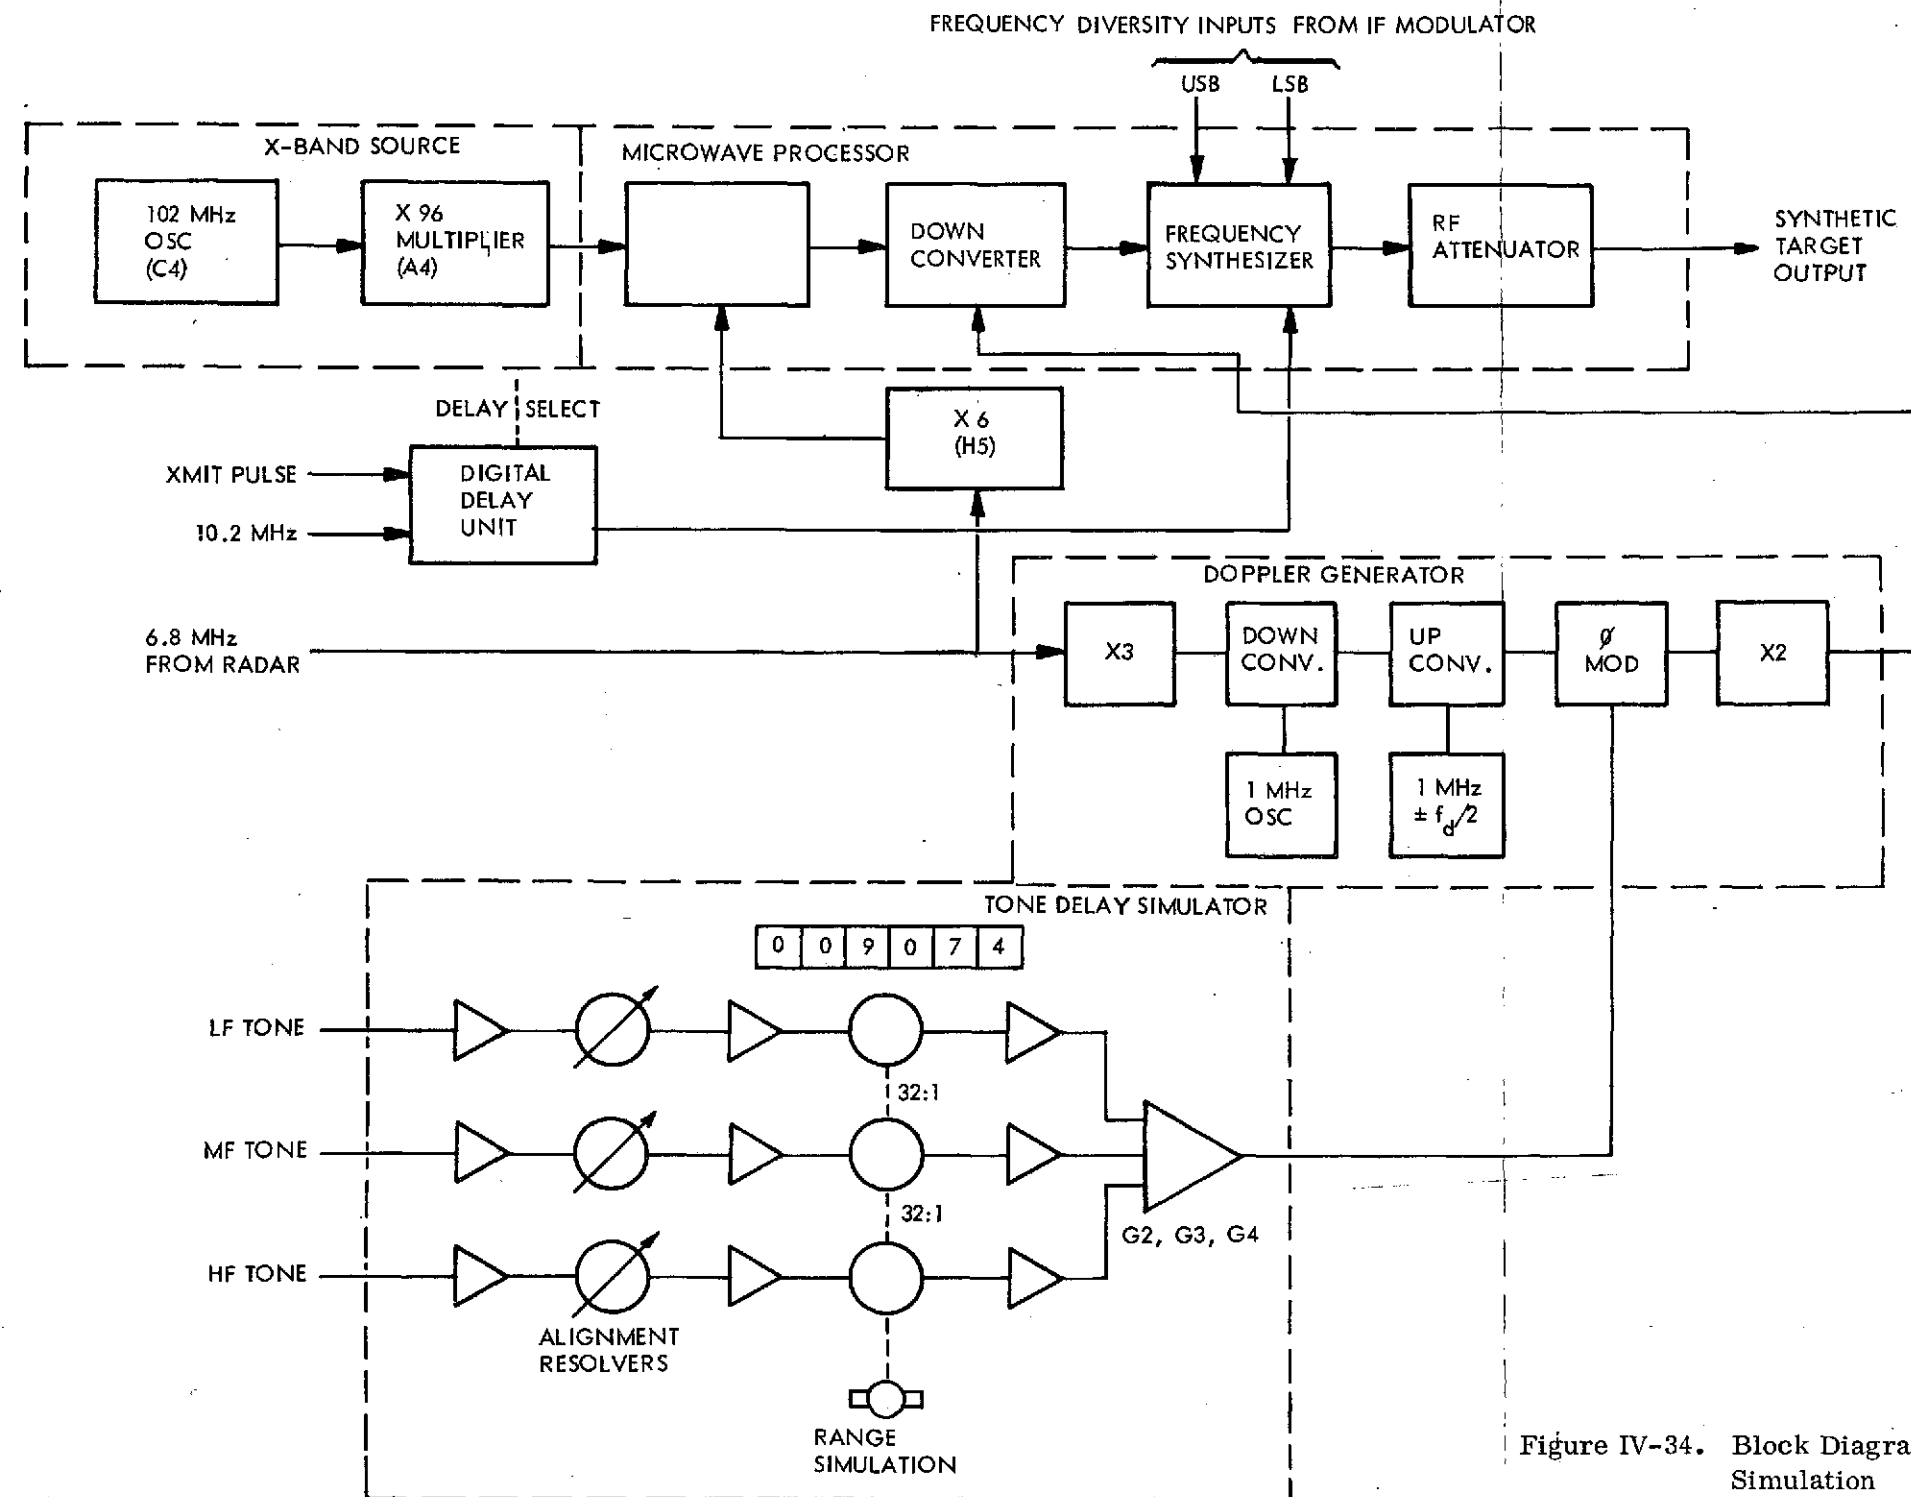 FREQUENCY DIVERSITY INPUTS FROM IF MODULATOR
USB
LSB
X-BAND SOURCE
MICROWAVE PROCESSOR
102 MHz
OSC
(C4)
X 96
MULTIPLIER
(A4)
DOWN
CONVERTER
FREQUENCY
SYNTHESIZER
RF
ATTENUATOR
SYNTHETIC
TARGET
OUTPUT
DELAY SELECT
X 6
(H5)
XMIT PULSE
10.2 MHz
DIGITAL
DELAY
UNIT
DOPPLER GENERATOR
6.8 MHz
FROM RADAR
X3
DOWN
CONV.
UP
CONV.
Ø
MOD
X2
1 MHz
OSC
1 MHz
± fd/2
TONE DELAY SIMULATOR
0 0 9 0 7 4
LF TONE
32:1
MF TONE
32:1
G2, G3, G4
HF TONE
ALIGNMENT
RESOLVERS
RANGE
SIMULATION
Figure IV-34. Block Diagra
Simulation